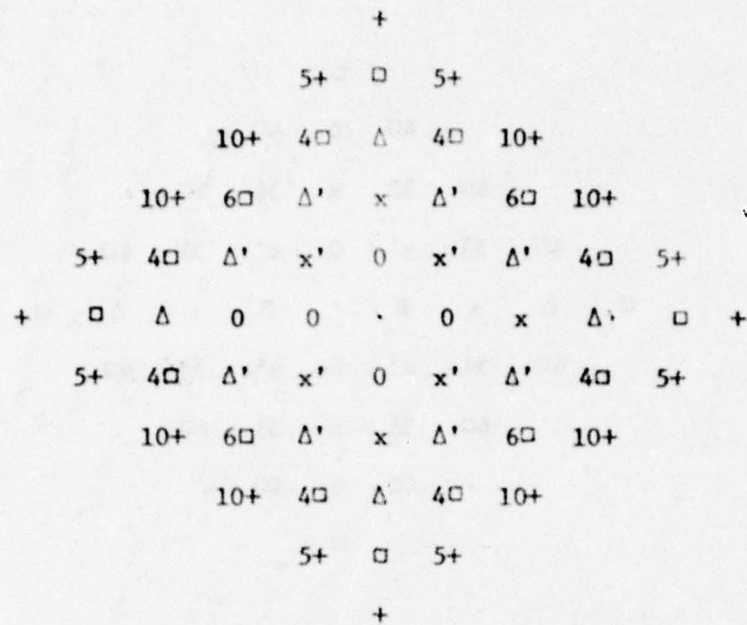 +
5+ □ 5+
10+ 4□ Δ 4□ 10+
10+ 6□ Δ' x Δ' 6□ 10+
5+ 4□ Δ' x' 0 x' Δ' 4□ 5+
+ □ Δ 0 0 · 0 x Δ· □ +
5+ 4□ Δ' x' 0 x' Δ' 4□ 5+
10+ 6□ Δ' x Δ' 6□ 10+
10+ 4□ Δ 4□ 10+
5+ □ 5+
+